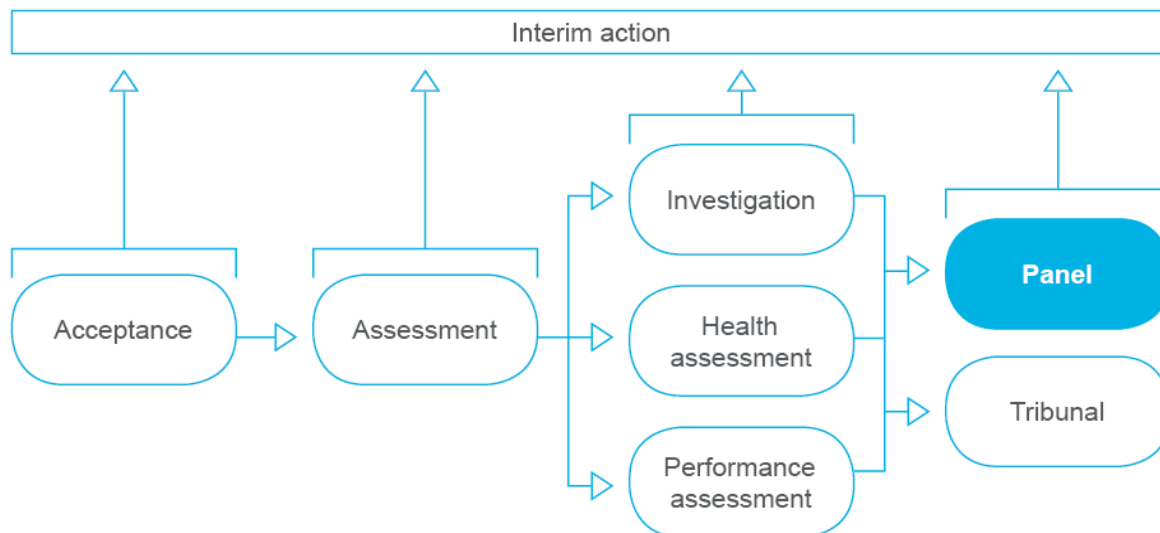 Interim action
Acceptance
Assessment
Investigation
Health
assessment
Performance
assessment
Panel
Tribunal